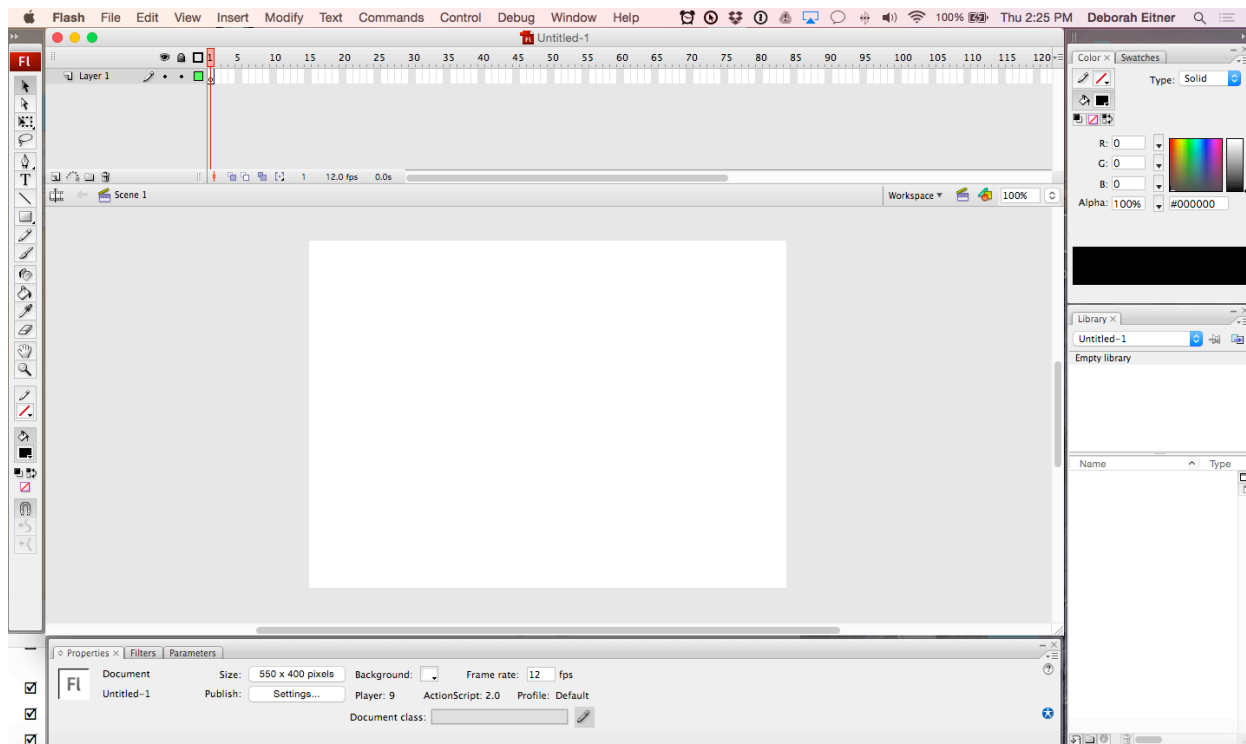 Flash File Edit View Insert Modify Text Commands Control Debug Window Help 100% Thu 2:25 PM Deborah Eitner
Untitled-1
Fl
1 5 10 15 20 25 30 35 40 45 50 55 60 65 70 75 80 85 90 95 100 105 110 115 120
Layer 1
1 12.0 fps 0.0s
Scene 1 Workspace 100%
T
Color × Swatches
Type: Solid
R: 0
G: 0
B: 0
Alpha: 100% #000000
Library ×
Untitled-1
Empty library
Name Type
Properties × Filters Parameters
Fl
Document Size: 550 x 400 pixels Background: Frame rate: 12 fps
Untitled-1 Publish: Settings... Player: 9 ActionScript: 2.0 Profile: Default
Document class: